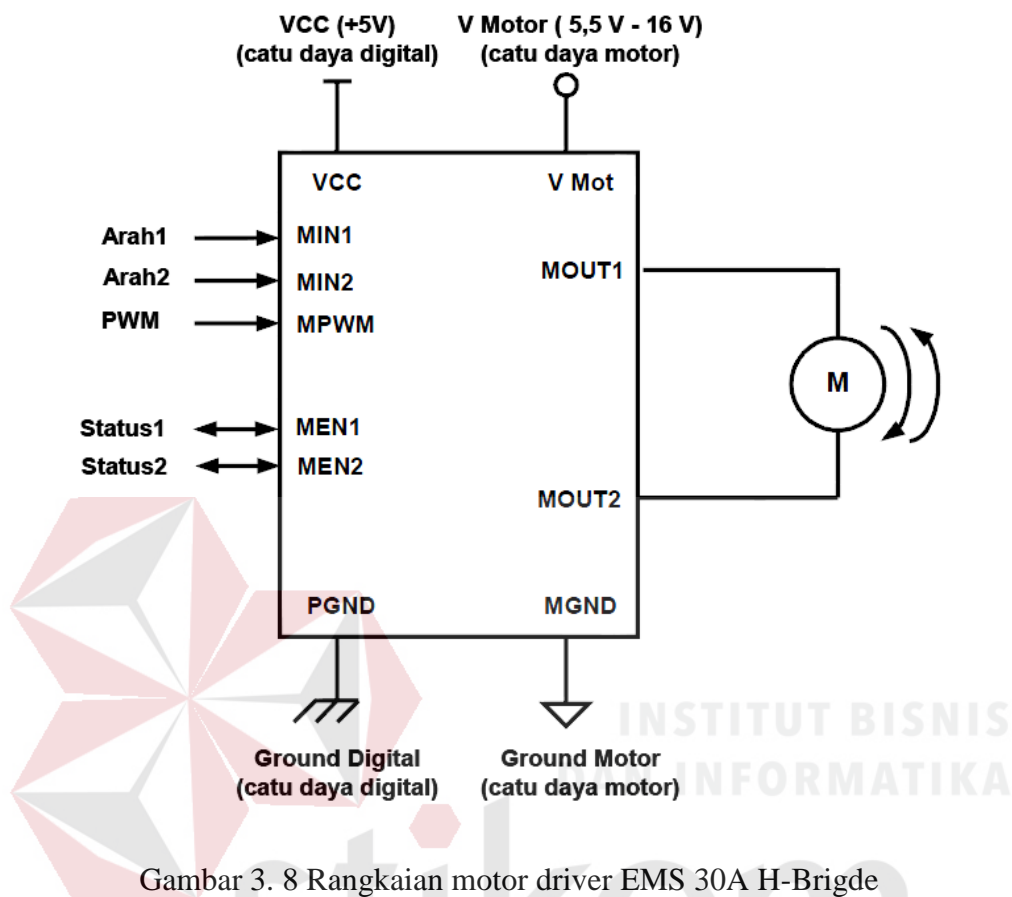 VCC (+5V)
(catu daya digital)
V Motor ( 5,5 V - 16 V)
(catu daya motor)
VCC
V Mot
Arah1
MIN1
Arah2
MIN2
PWM
MPWM
MOUT1
M
Status1
MEN1
Status2
MEN2
MOUT2
PGND
MGND
Ground Digital
(catu daya digital)
Ground Motor
(catu daya motor)
INSTITUT BISNIS
DAN INFORMATIKA
stikom
Gambar 3. 8 Rangkaian motor driver EMS 30A H-Brigde